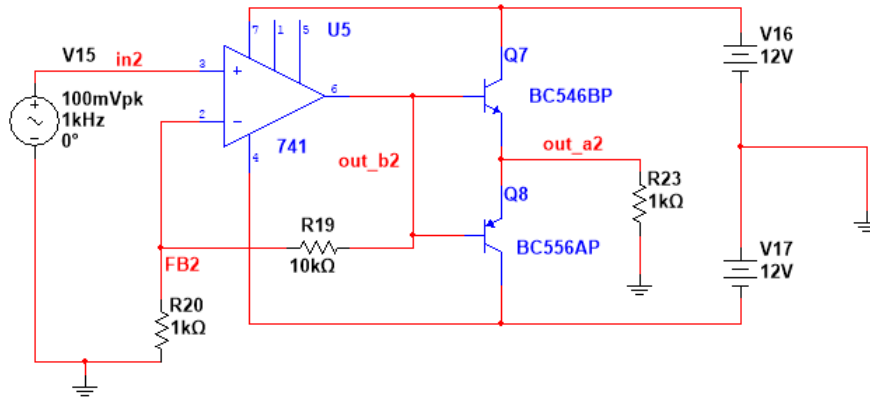 V15
in2
100mVpk
1kHz
0°
3
2
7
1
5
U5
6
4
741
Q7
BC546BP
out_b2
out_a2
Q8
BC556AP
R19
10kΩ
FB2
R20
1kΩ
R23
1kΩ
V16
12V
V17
12V